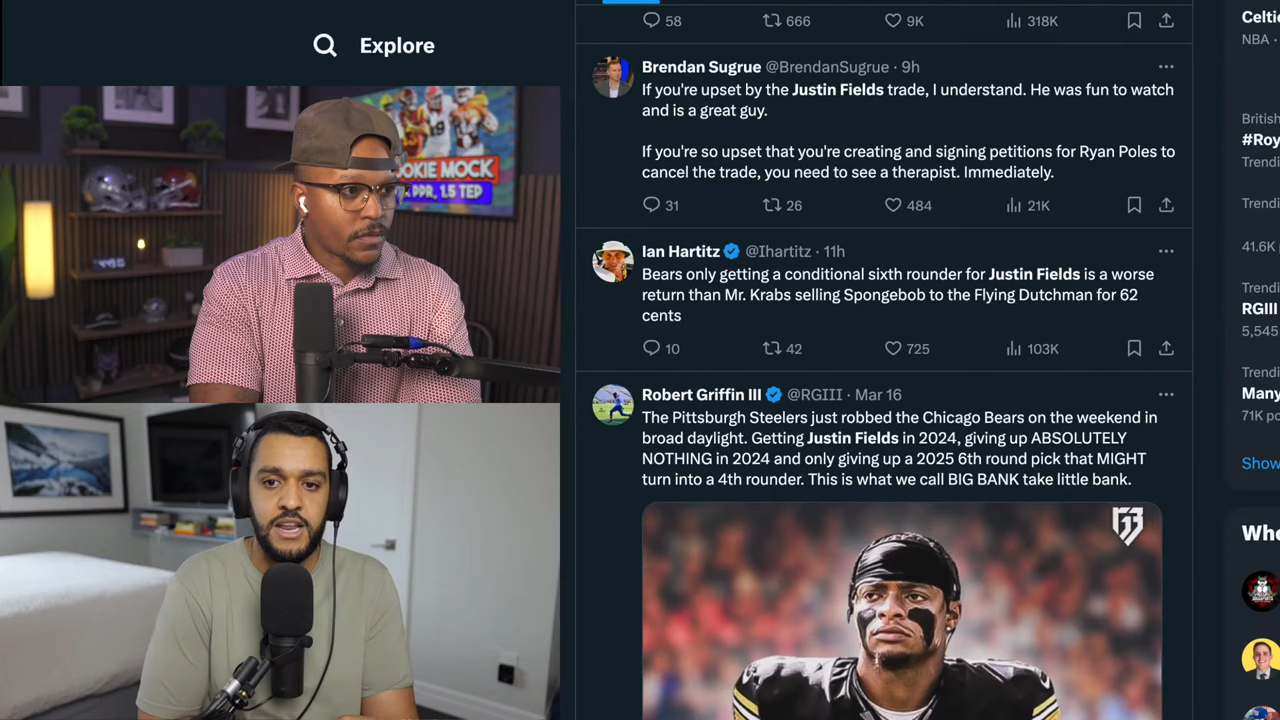 Explore
58 666 9K 318K
Brendan Sugrue @BrendanSugrue · 9h
If you're upset by the Justin Fields trade, I understand. He was fun to watch
and is a great guy.
If you're so upset that you're creating and signing petitions for Ryan Poles to
cancel the trade, you need to see a therapist. Immediately.
31 26 484 21K
Ian Hartitz @Ihartitz · 11h
Bears only getting a conditional sixth rounder for Justin Fields is a worse
return than Mr. Krabs selling Spongebob to the Flying Dutchman for 62
cents
10 42 725 103K
Robert Griffin III @RGIII · Mar 16
The Pittsburgh Steelers just robbed the Chicago Bears on the weekend in
broad daylight. Getting Justin Fields in 2024, giving up ABSOLUTELY
NOTHING in 2024 and only giving up a 2025 6th round pick that MIGHT
turn into a 4th rounder. This is what we call BIG BANK take little bank.
OKIE MOCK
PPR, 1.5 TEP
Celti
NBA ·
British
#Roy
Trendi
Trendi
41.6K
Trendi
RGIII
5,545
Trendi
Many
71K po
Show
Who